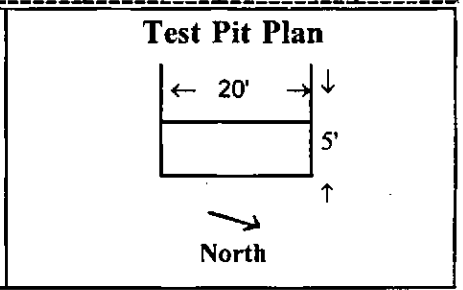 Test Pit Plan
← 20' → ↓
5'
↑
North